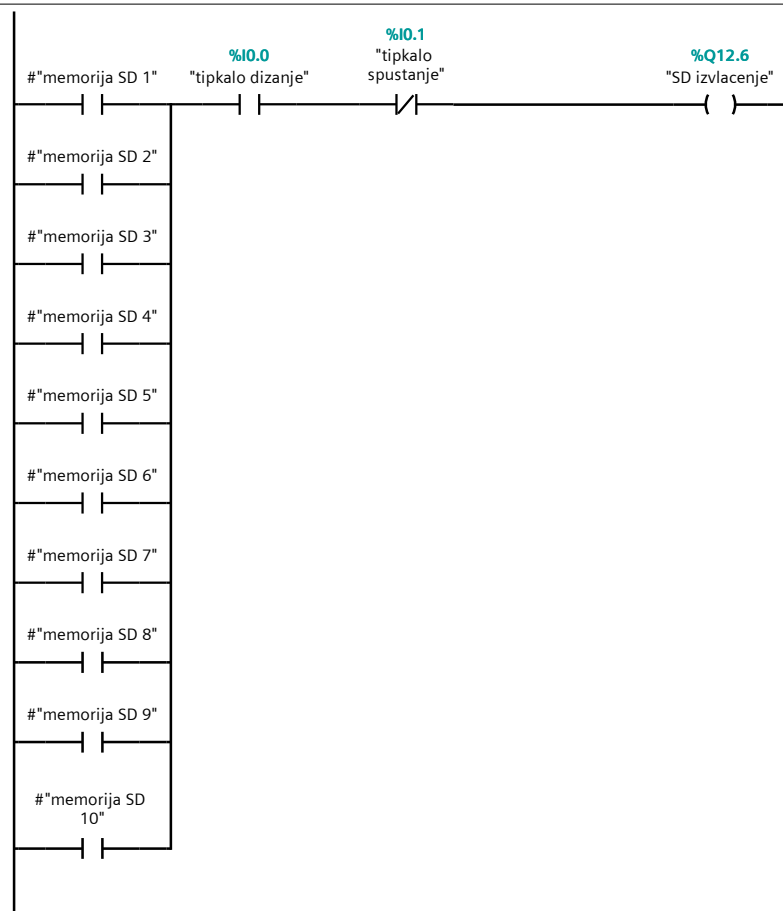 %I0.1
%I0.0
"tipkalo
%Q12.6
#"memorija SD 1"
"tipkalo dizanje"
spustanje"
"SD izvlacenje"
#"memorija SD 2"
#"memorija SD 3"
#"memorija SD 4"
#"memorija SD 5"
#"memorija SD 6"
#"memorija SD 7"
#"memorija SD 8"
#"memorija SD 9"
#"memorija SD
10"